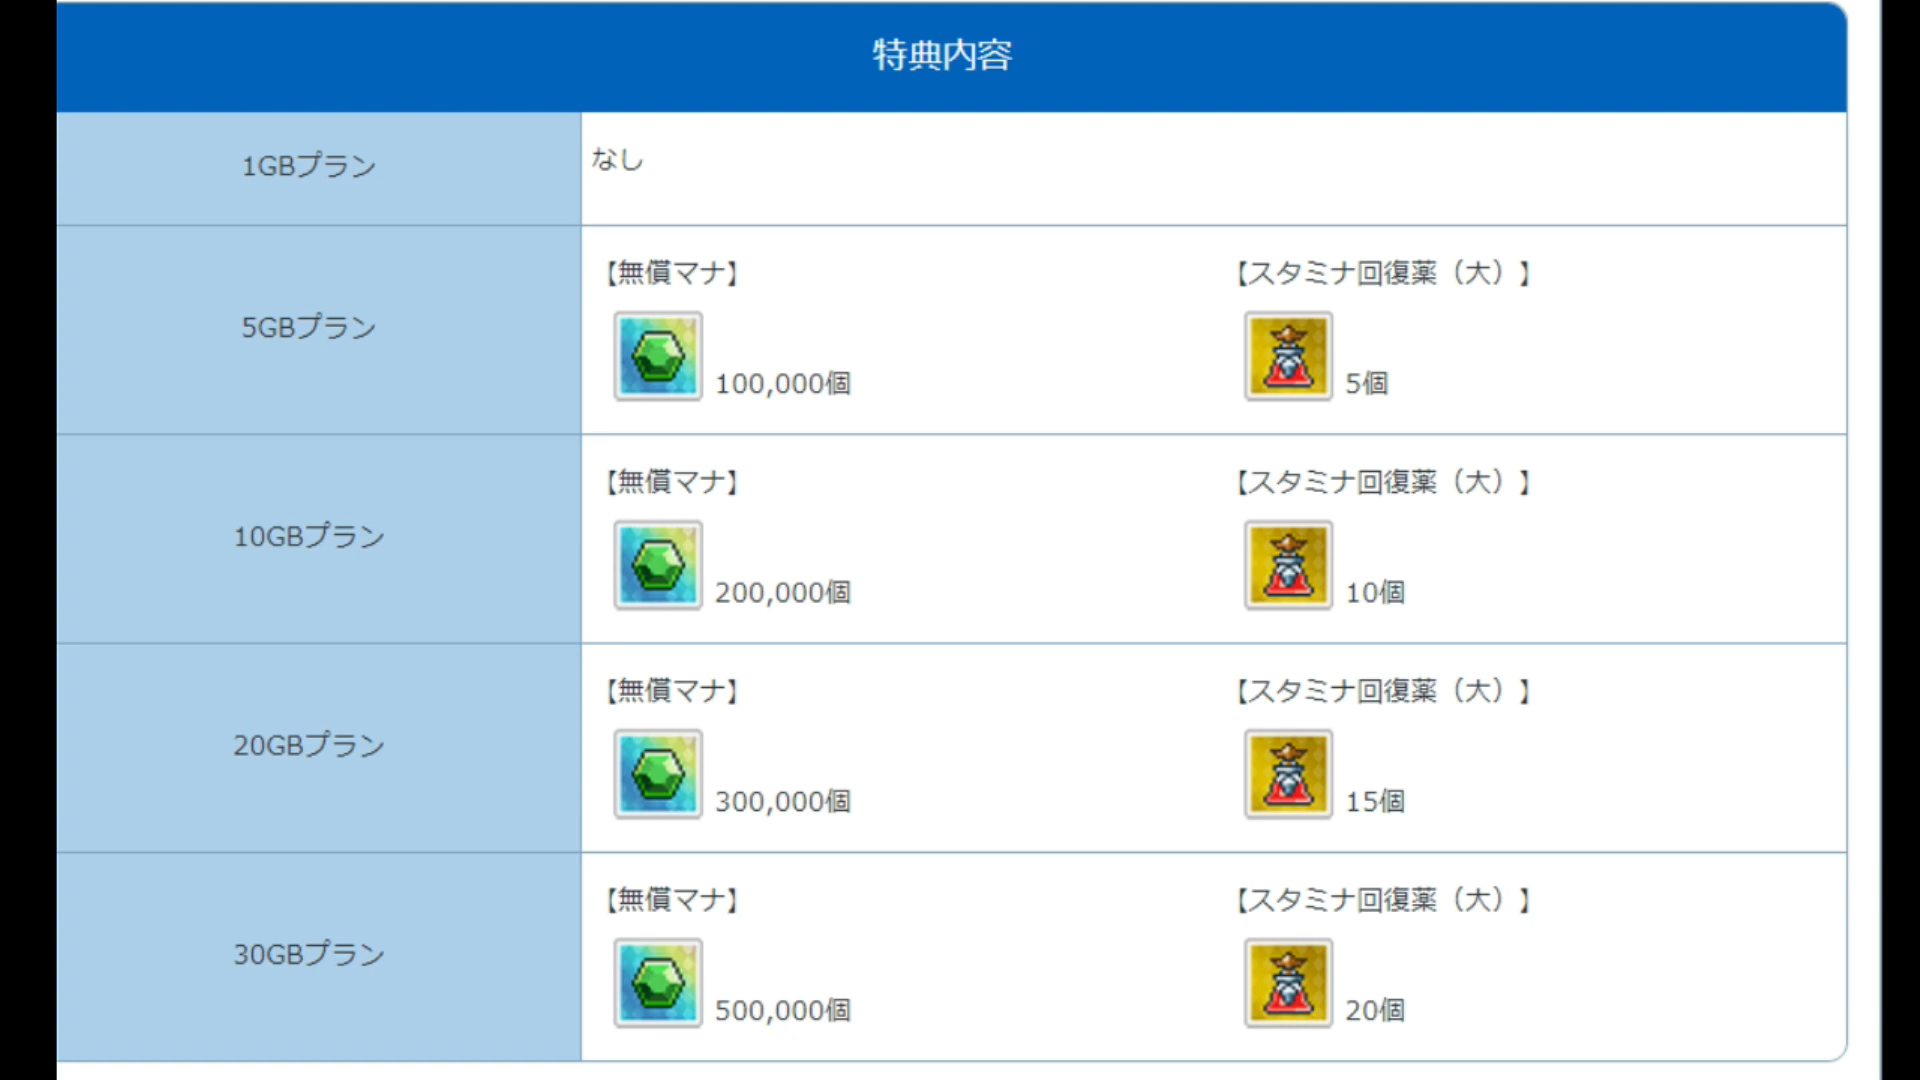 特典内容
1GBプラン
なし
5GBプラン
【無償マナ】
100,000個
【スタミナ回復薬（大）】
5個
10GBプラン
【無償マナ】
200,000個
【スタミナ回復薬（大）】
10個
20GBプラン
【無償マナ】
300,000個
【スタミナ回復薬（大）】
15個
30GBプラン
【無償マナ】
500,000個
【スタミナ回復薬（大）】
20個